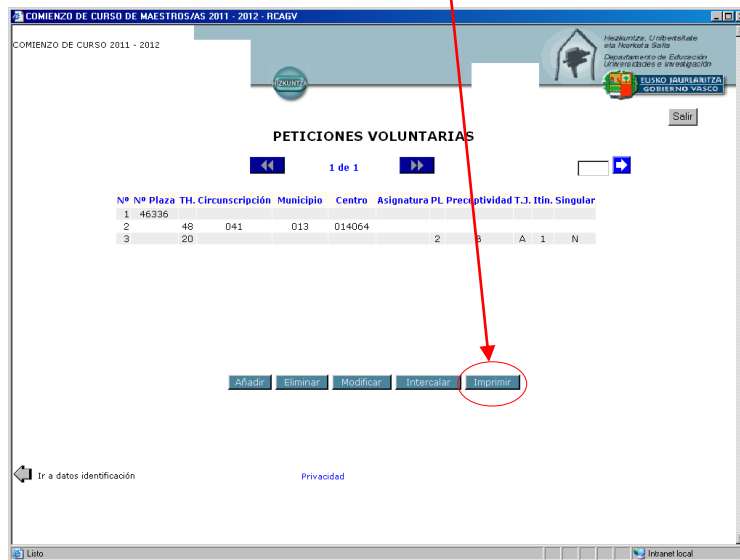 COMIENZO DE CURSO DE MAESTROS/AS 2011 - 2012 - RCAGV
COMIENZO DE CURSO 2011 - 2012
HIZKUNTZA
Hezkuntza, Unibertsitate
eta Ikerketa Saila
Departamento de Educación
Universidades e Investigación
EUSKO JAURLARITZA
GOBIERNO VASCO
Salir
PETICIONES VOLUNTARIAS
1 de 1
Nº Nº Plaza TH. Circunscripción Municipio Centro Asignatura PL Preceptividad T.J. Itin. Singular
1 46336
2 48 041 013 014064
3 20 2 B A 1 N
Añadir Eliminar Modificar Intercalar Imprimir
Ir a datos identificación Privacidad
Listo Intranet local